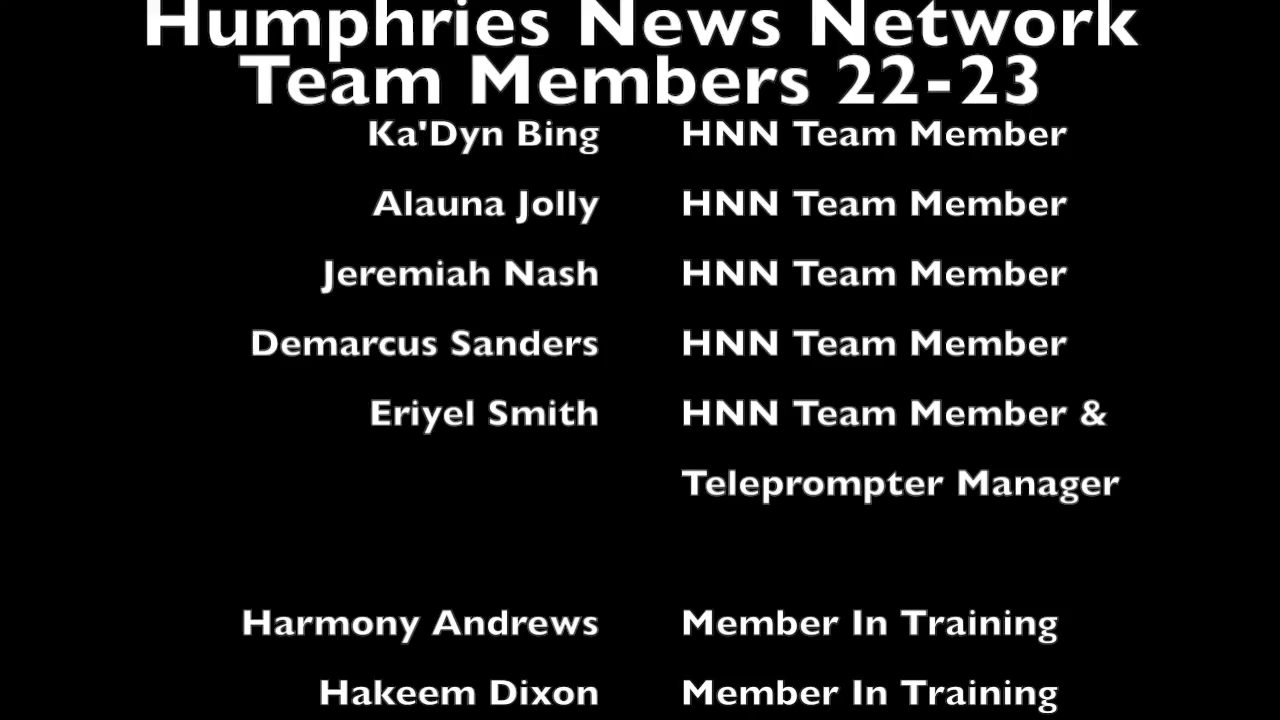 Humphries News Network
Team Members 22-23
Ka'Dyn Bing HNN Team Member
Alauna Jolly HNN Team Member
Jeremiah Nash HNN Team Member
Demarcus Sanders HNN Team Member
Eriyel Smith HNN Team Member &
Teleprompter Manager
Harmony Andrews Member In Training
Hakeem Dixon Member In Training